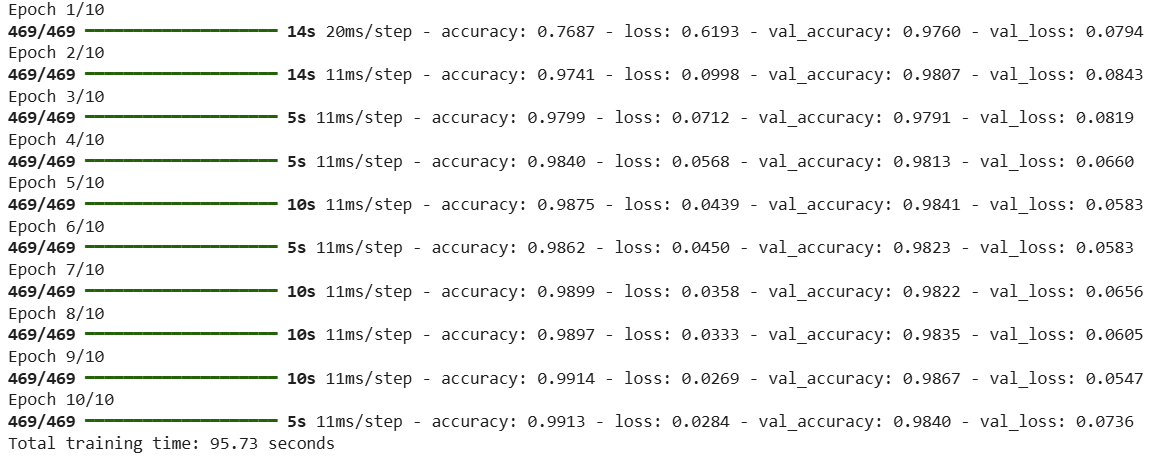 Epoch 1/10
469/469 ━━━━━━━━━━━━━━━━━━━━ 14s 20ms/step - accuracy: 0.7687 - loss: 0.6193 - val_accuracy: 0.9760 - val_loss: 0.0794
Epoch 2/10
469/469 ━━━━━━━━━━━━━━━━━━━━ 14s 11ms/step - accuracy: 0.9741 - loss: 0.0998 - val_accuracy: 0.9807 - val_loss: 0.0843
Epoch 3/10
469/469 ━━━━━━━━━━━━━━━━━━━━ 5s 11ms/step - accuracy: 0.9799 - loss: 0.0712 - val_accuracy: 0.9791 - val_loss: 0.0819
Epoch 4/10
469/469 ━━━━━━━━━━━━━━━━━━━━ 5s 11ms/step - accuracy: 0.9840 - loss: 0.0568 - val_accuracy: 0.9813 - val_loss: 0.0660
Epoch 5/10
469/469 ━━━━━━━━━━━━━━━━━━━━ 10s 11ms/step - accuracy: 0.9875 - loss: 0.0439 - val_accuracy: 0.9841 - val_loss: 0.0583
Epoch 6/10
469/469 ━━━━━━━━━━━━━━━━━━━━ 5s 11ms/step - accuracy: 0.9862 - loss: 0.0450 - val_accuracy: 0.9823 - val_loss: 0.0583
Epoch 7/10
469/469 ━━━━━━━━━━━━━━━━━━━━ 10s 11ms/step - accuracy: 0.9899 - loss: 0.0358 - val_accuracy: 0.9822 - val_loss: 0.0656
Epoch 8/10
469/469 ━━━━━━━━━━━━━━━━━━━━ 10s 11ms/step - accuracy: 0.9897 - loss: 0.0333 - val_accuracy: 0.9835 - val_loss: 0.0605
Epoch 9/10
469/469 ━━━━━━━━━━━━━━━━━━━━ 10s 11ms/step - accuracy: 0.9914 - loss: 0.0269 - val_accuracy: 0.9867 - val_loss: 0.0547
Epoch 10/10
469/469 ━━━━━━━━━━━━━━━━━━━━ 5s 11ms/step - accuracy: 0.9913 - loss: 0.0284 - val_accuracy: 0.9840 - val_loss: 0.0736
Total training time: 95.73 seconds